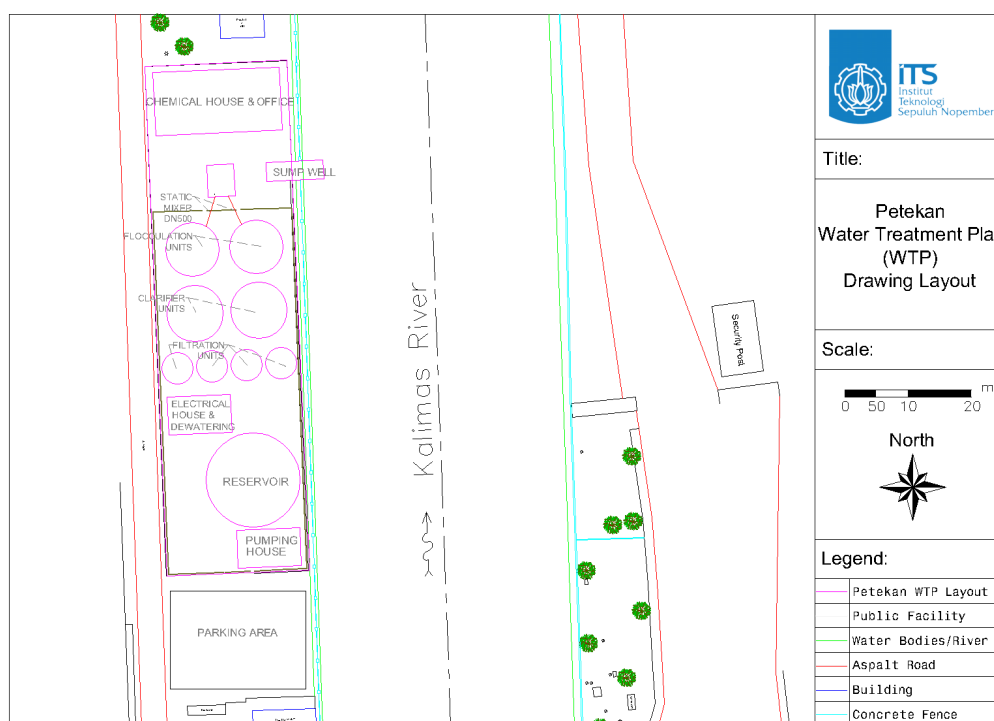 CHEMICAL HOUSE & OFFICE
SUMP WELL
STATIC
MIXER
DN500
FLOCCULATION
UNITS
CLARIFIER
UNITS
FILTRATION
UNITS
ELECTRICAL
HOUSE &
DEWATERING
RESERVOIR
PUMPING
HOUSE
PARKING AREA
Kalimas River
Security Post
iTS
Institut
Teknologi
Sepuluh Nopember
Title:
Petekan
Water Treatment Pla
(WTP)
Drawing Layout
Scale:
m
0 50 10 20
North
Legend:
Petekan WTP Layout
Public Facility
Water Bodies/River
Aspalt Road
Building
Concrete Fence